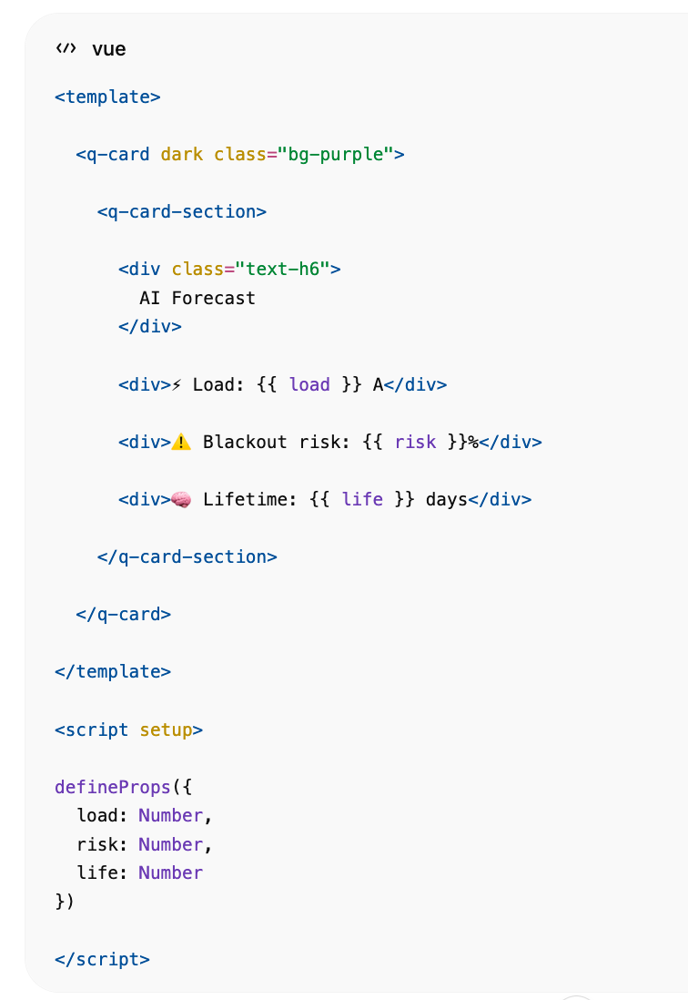 </> vue
<template>
<q-card dark class="bg-purple">
<q-card-section>
<div class="text-h6">
AI Forecast
</div>
<div>⚡ Load: {{ load }} A</div>
<div>⚠️ Blackout risk: {{ risk }}%</div>
<div>🧠 Lifetime: {{ life }} days</div>
</q-card-section>
</q-card>
</template>
<script setup>
defineProps({
load: Number,
risk: Number,
life: Number
})
</script>